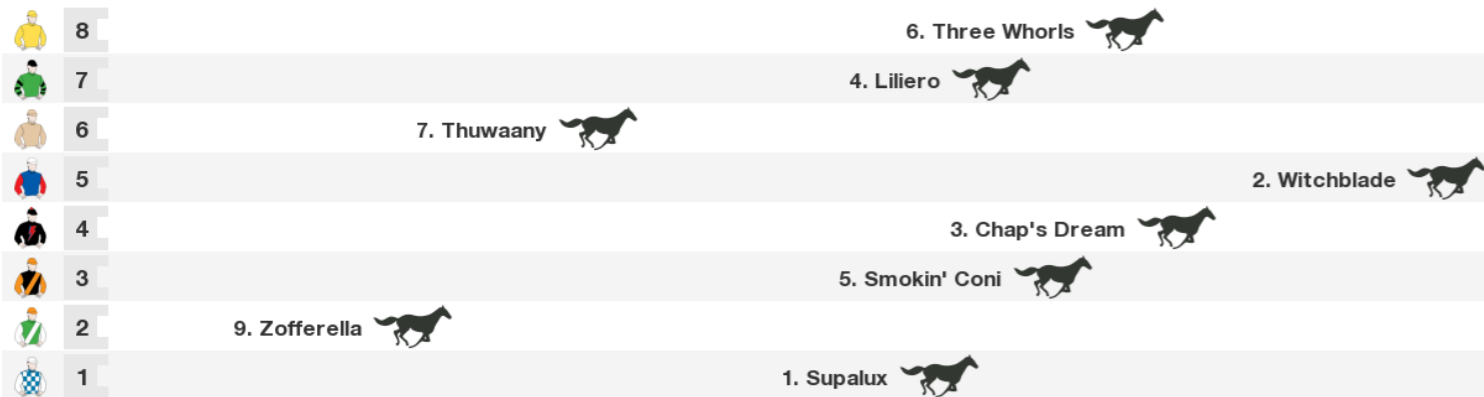 8 6. Three Whorls
7 4. Liliero
6 7. Thuwaany
5 2. Witchblade
4 3. Chap's Dream
3 5. Smokin' Coni
2 9. Zofferella
1 1. Supalux